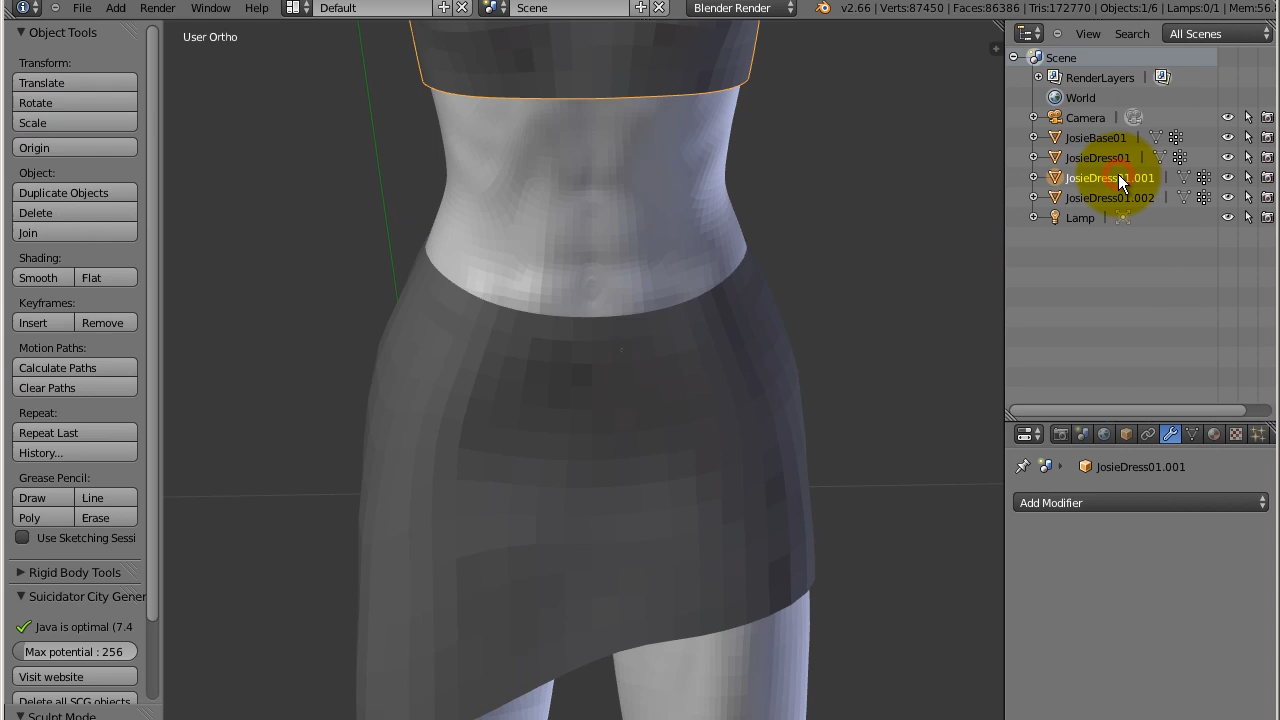 File Add Render Window Help Default Scene Blender Render v2.66 | Verts:87450 | Faces:86386 | Tris:172770 | Objects:1/6 | Lamps:0/1 | Mem:56.
Object Tools
Transform:
Translate
Rotate
Scale
Origin
Object:
Duplicate Objects
Delete
Join
Shading:
Smooth Flat
Keyframes:
Insert Remove
Motion Paths:
Calculate Paths
Clear Paths
Repeat:
Repeat Last
History...
Grease Pencil:
Draw Line
Poly Erase
Use Sketching Sessi
Rigid Body Tools
Suicidator City Gener
Java is optimal (7.4
Max potential : 256
Visit website
Delete all SCG objects
Sculpt Mode
User Ortho
View Search All Scenes
Scene
RenderLayers |
World
Camera |
JosieBase01 |
JosieDress01 |
JosieDress01.001 |
JosieDress01.002 |
Lamp |
JosieDress01.001
Add Modifier